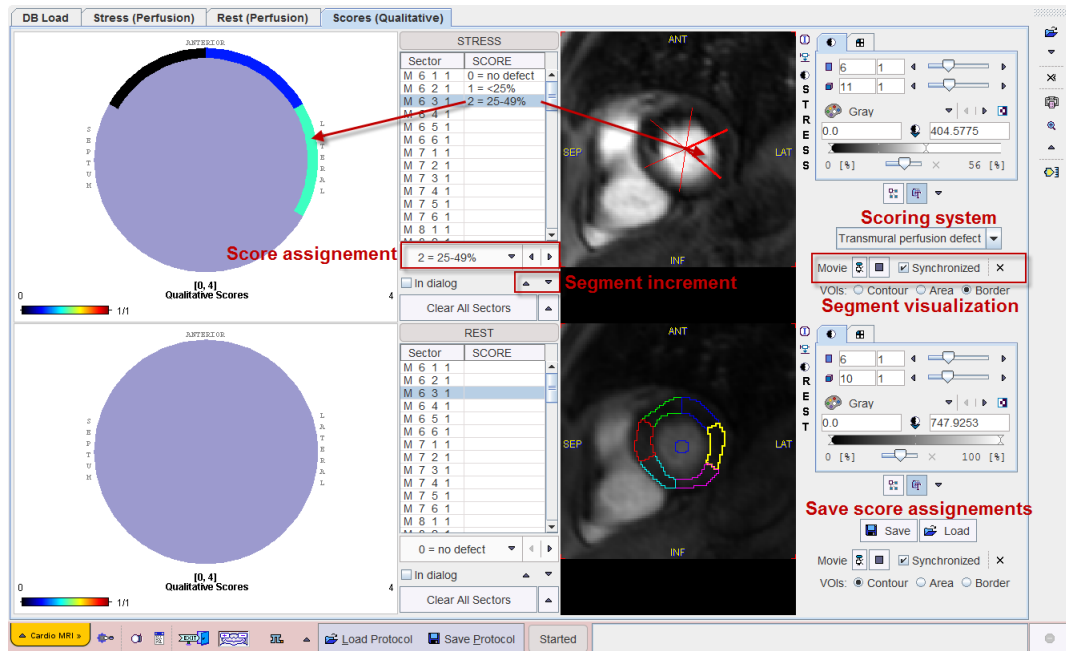 DB Load Stress (Perfusion) Rest (Perfusion) Scores (Qualitative)
ANTERIOR
SEPTUM
LATERAL
[0, 4]
Qualitative Scores
0 4
1/1
STRESS
Sector SCORE
M 6 1 1 0 = no defect
M 6 2 1 1 = <25%
M 6 3 1 2 = 25-49%
M 6 4 1
M 6 5 1
M 6 6 1
M 7 1 1
M 7 2 1
M 7 3 1
M 7 4 1
M 7 5 1
M 7 6 1
M 8 1 1
Score assignement
2 = 25-49%
In dialog
Segment increment
Clear All Sectors
ANT
SEP LAT
INF
STRESS
6 1
11 1
Gray
0.0 404.5775
0 [%] 56 [%]
Scoring system
Transmural perfusion defect
Movie Synchronized
VOIs: Contour Area Border
Segment visualization
ANTERIOR
SEPTUM
LATERAL
[0, 4]
Qualitative Scores
0 4
1/1
REST
Sector SCORE
M 6 1 1
M 6 2 1
M 6 3 1
M 6 4 1
M 6 5 1
M 6 6 1
M 7 1 1
M 7 2 1
M 7 3 1
M 7 4 1
M 7 5 1
M 7 6 1
M 8 1 1
0 = no defect
In dialog
Clear All Sectors
ANT
SEP LAT
INF
REST
6 1
10 1
Gray
0.0 747.9253
0 [%] 100 [%]
Save score assignements
Save Load
Movie Synchronized
VOIs: Contour Area Border
Cardio MRI
EXIT
Load Protocol Save Protocol Started